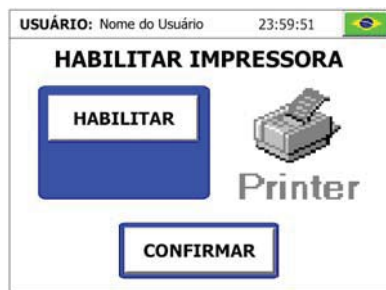 USUÁRIO: Nome do Usuário 23:59:51
HABILITAR IMPRESSORA
HABILITAR
Printer
CONFIRMAR